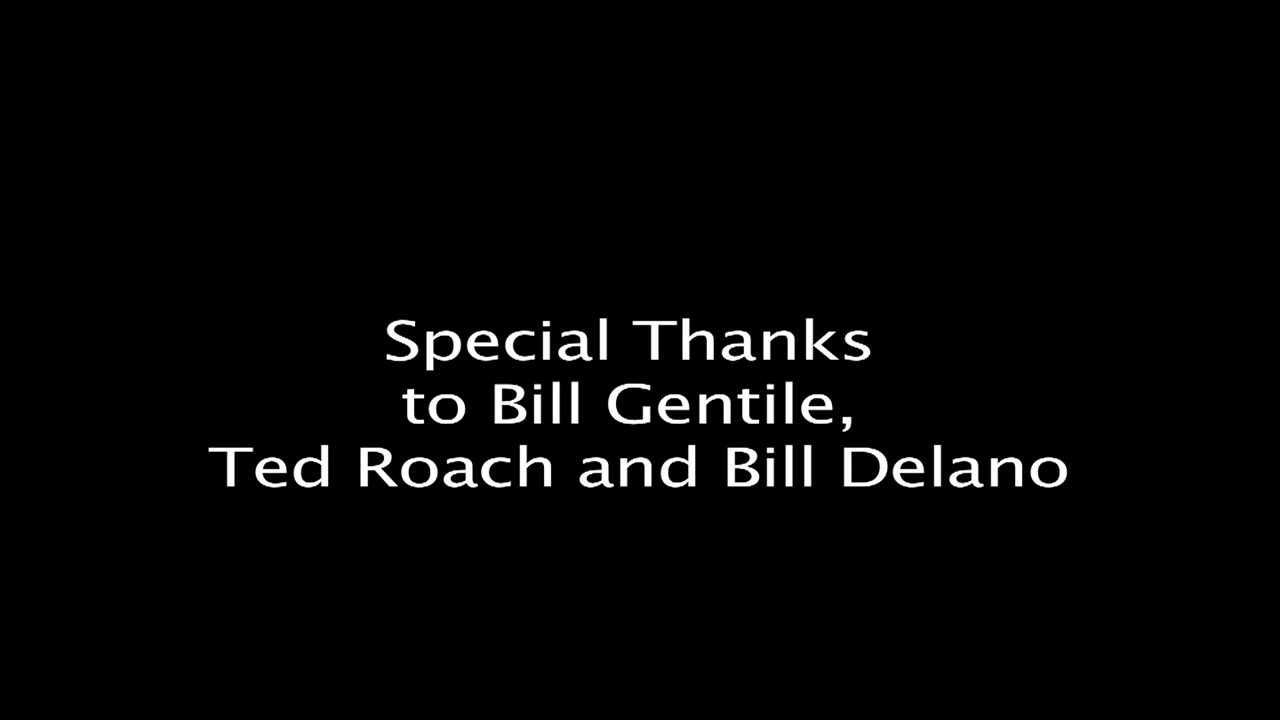 Special Thanks
to Bill Gentile,
Ted Roach and Bill Delano